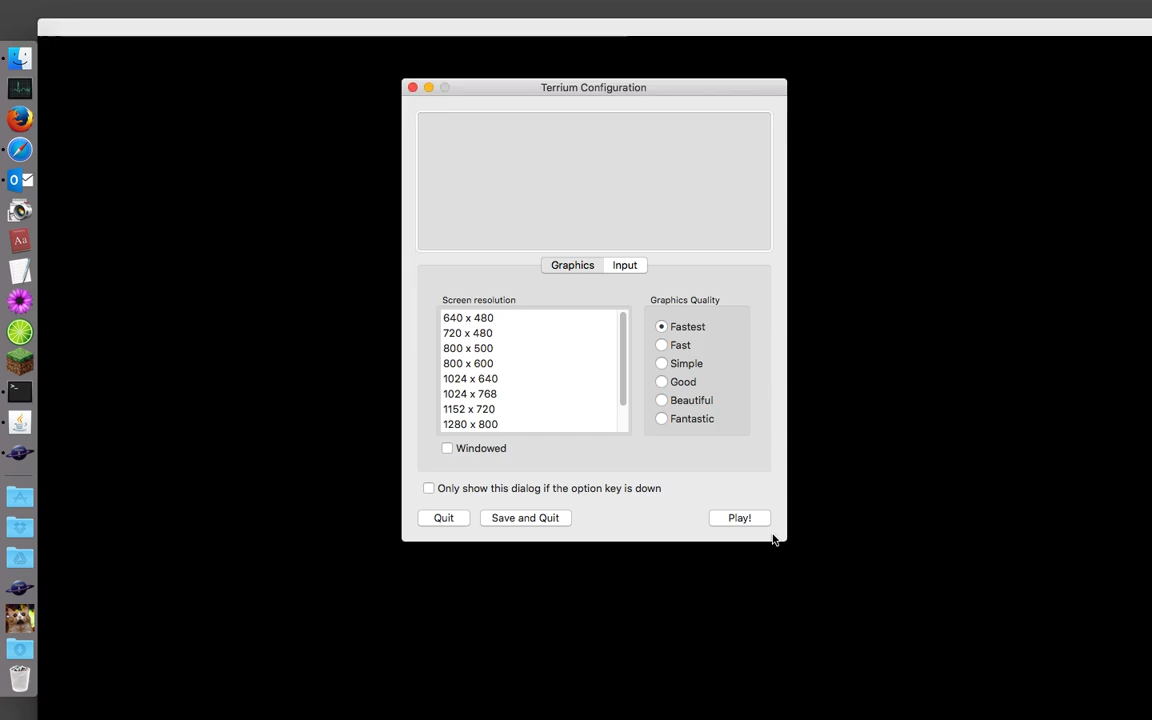 Terrium Configuration
Graphics
Input
Screen resolution
640 x 480
720 x 480
800 x 500
800 x 600
1024 x 640
1024 x 768
1152 x 720
1280 x 800
Graphics Quality
Fastest
Fast
Simple
Good
Beautiful
Fantastic
Windowed
Only show this dialog if the option key is down
Quit
Save and Quit
Play!
Aa